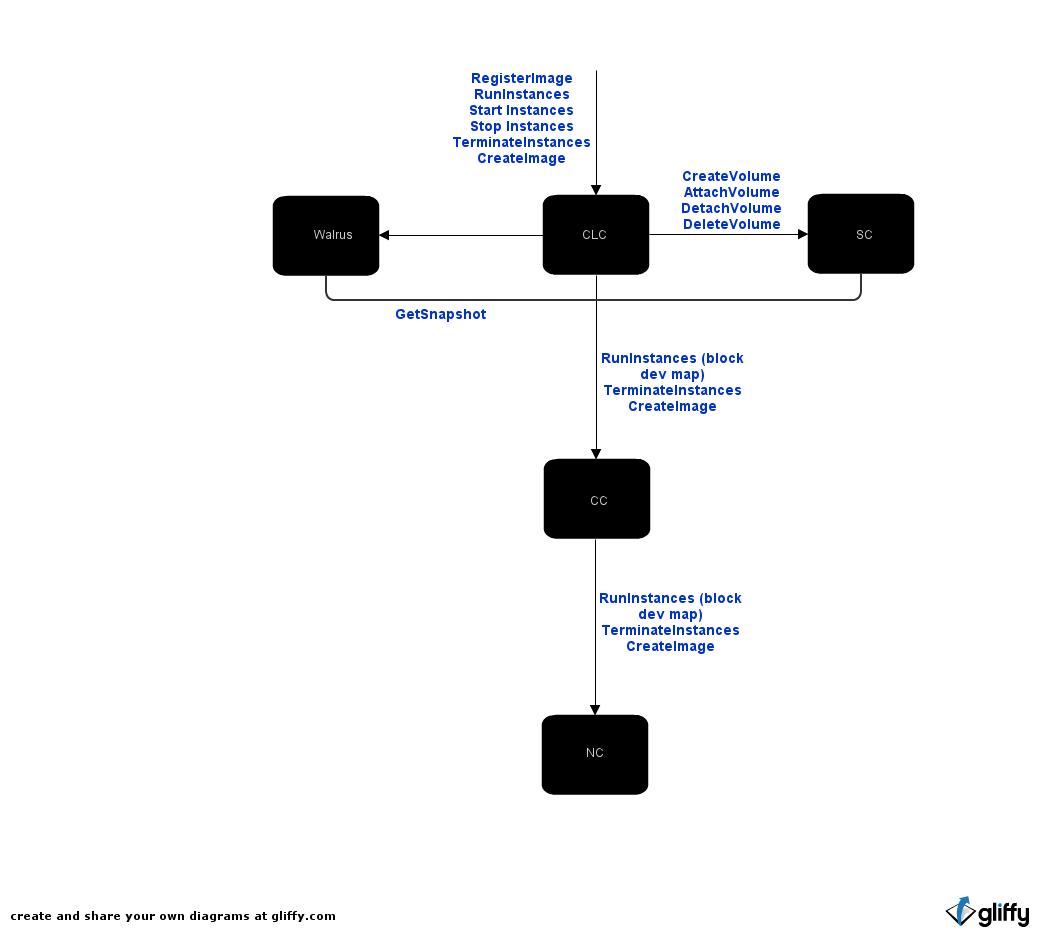 RegisterImage
RunInstances
Start Instances
Stop Instances
TerminateInstances
CreateImage
CreateVolume
AttachVolume
DetachVolume
DeleteVolume
Walrus
CLC
SC
GetSnapshot
RunInstances (block
dev map)
TerminateInstances
CreateImage
CC
RunInstances (block
dev map)
TerminateInstances
CreateImage
NC
create and share your own diagrams at gliffy.com
gliffy